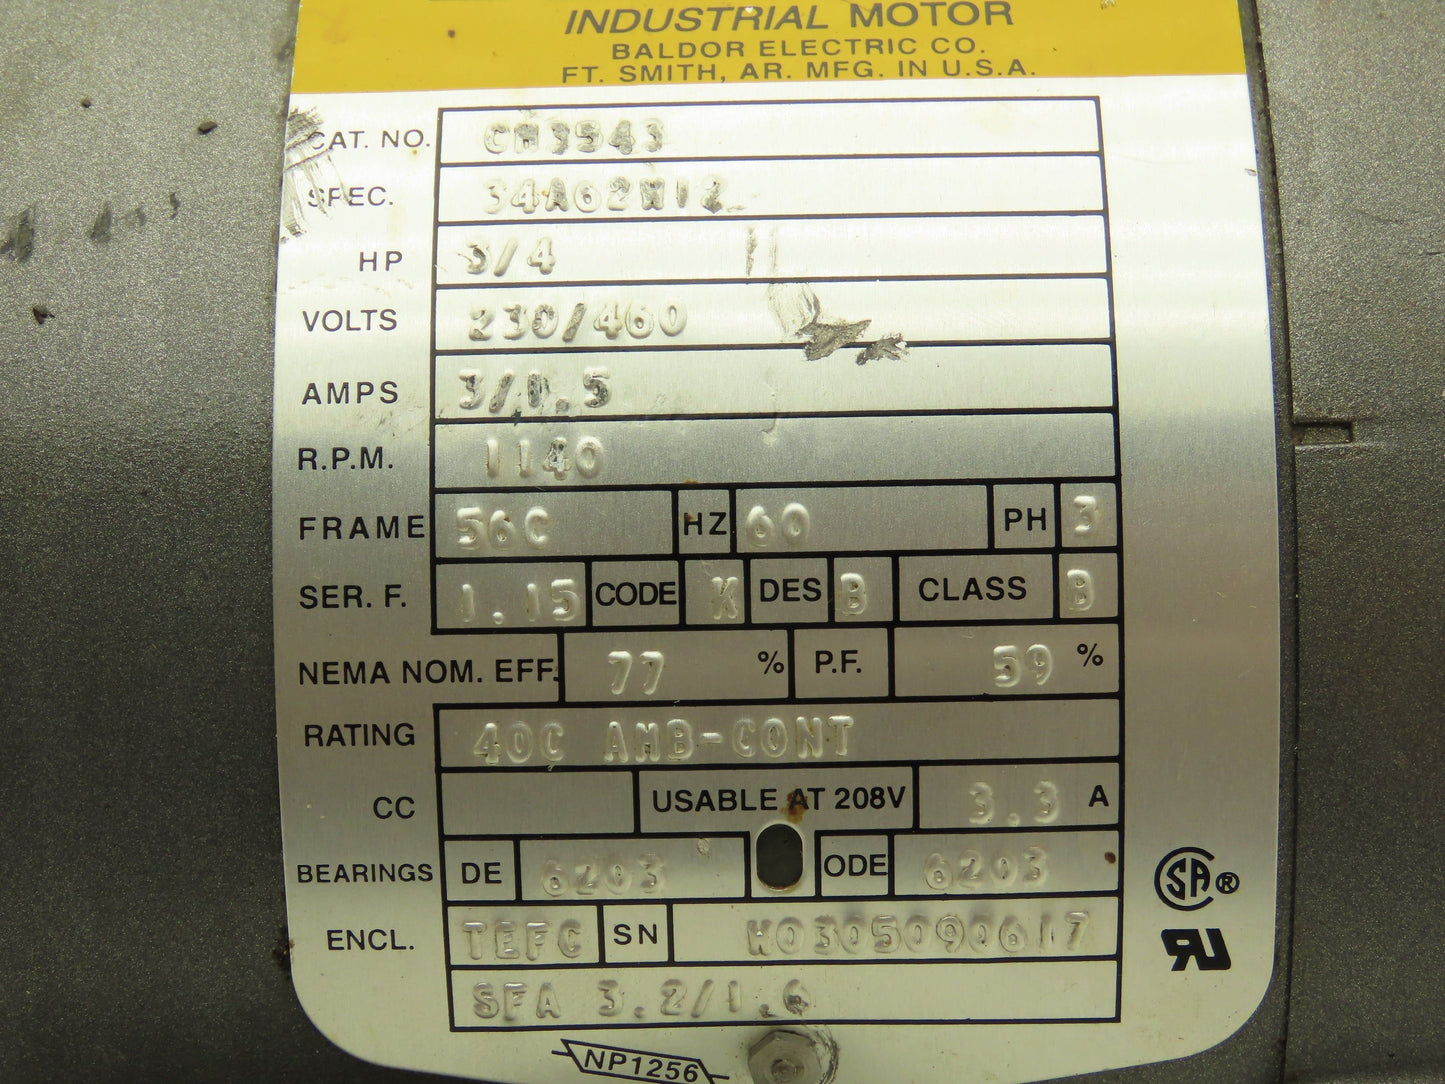 INDUSTRIAL MOTOR
BALDOR ELECTRIC CO.
FT. SMITH, AR. MFG. IN U.S.A.
CAT. NO. CM3543
SPEC. 34A62W12
HP 3/4
VOLTS 230/460
AMPS 3/1.5
R.P.M. 1140
FRAME 56C HZ 60 PH 3
SER. F. 1.15 CODE K DES B CLASS B
NEMA NOM. EFF. 77 % P.F. 59 %
RATING 40C AMB-CONT
CC USABLE AT 208V 3.3 A
BEARINGS DE 6203 ODE 6203
ENCL. TEFC SN W0305090617
SFA 3.2/1.6
SA ®
RU
NP1256